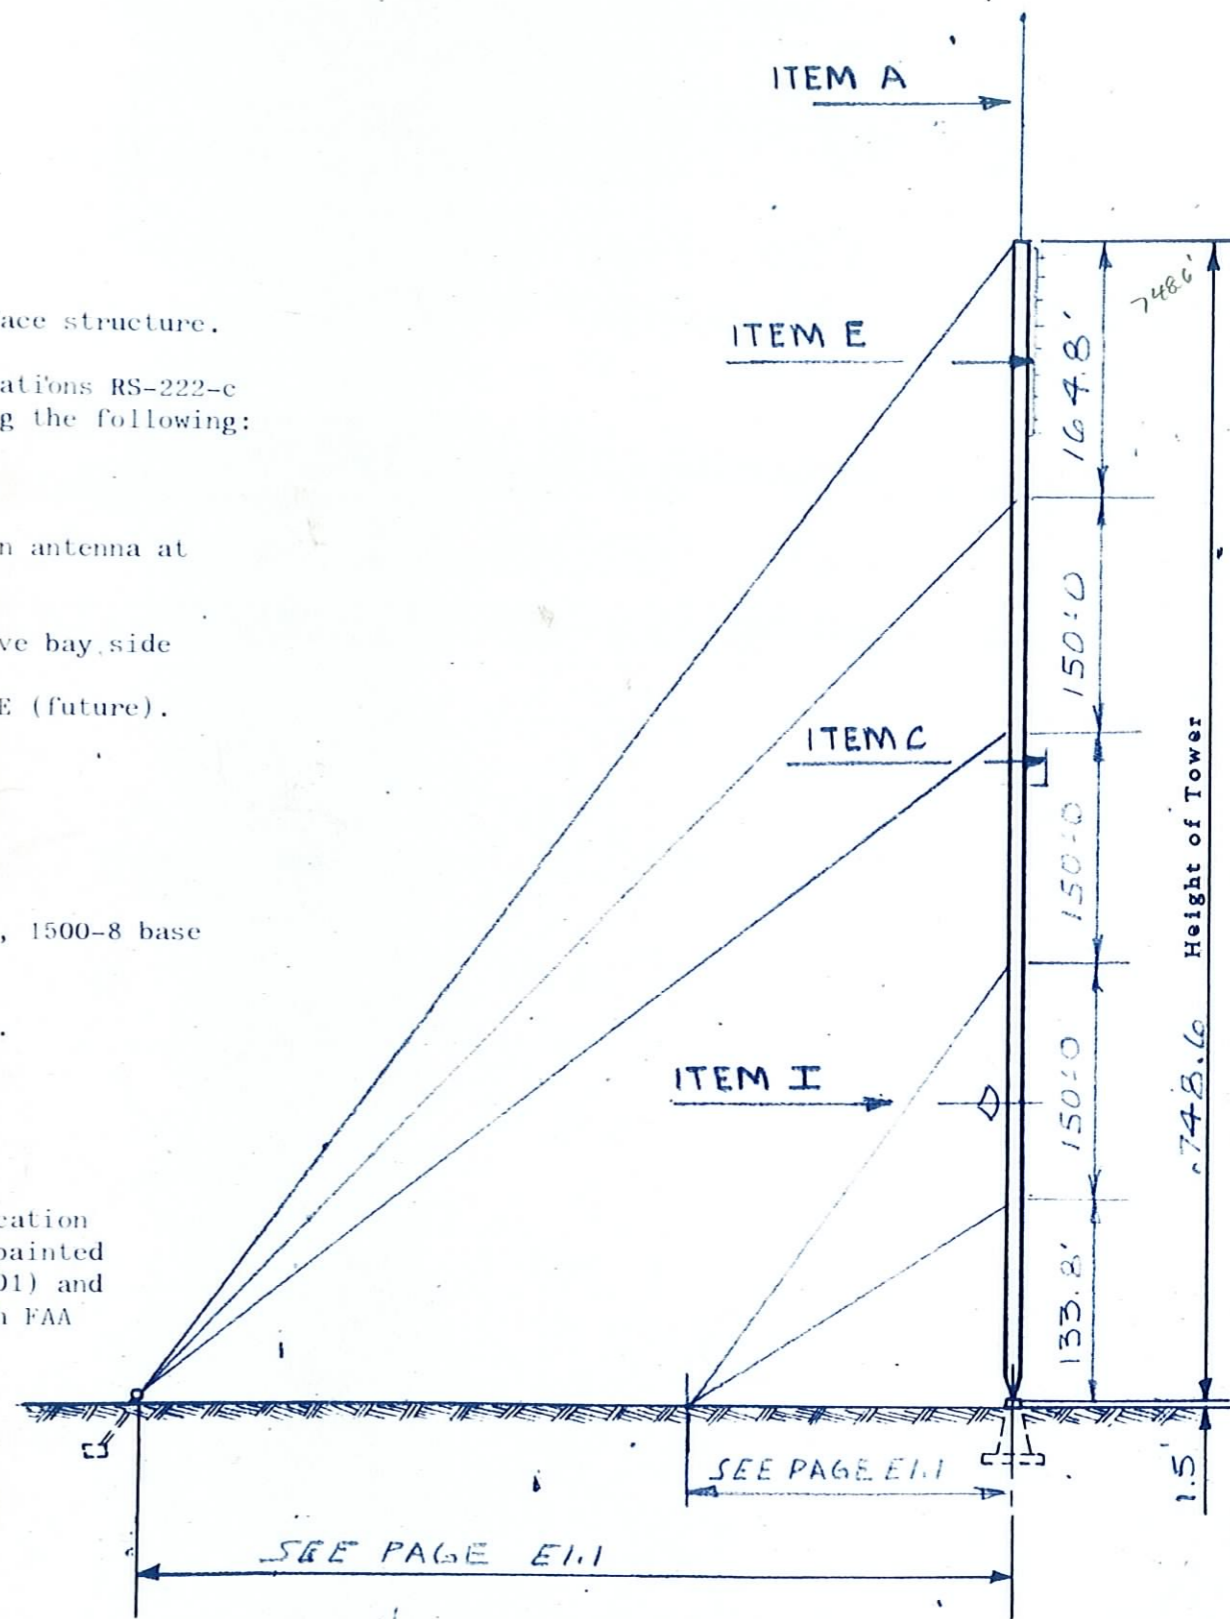 ITEM A
748.6'
ace structure.
ITEM E
164.8'
ations RS-222-c
g the following:
n antenna at
150'-0
ve bay side
E (future).
ITEM C
Height of Tower
150'-0
, 1500-8 base
.
ITEM I
150'-0
748.6
cation
painted
01) and
n FAA
133.8'
SEE PAGE E1.1
1.5'
SEE PAGE E1.1